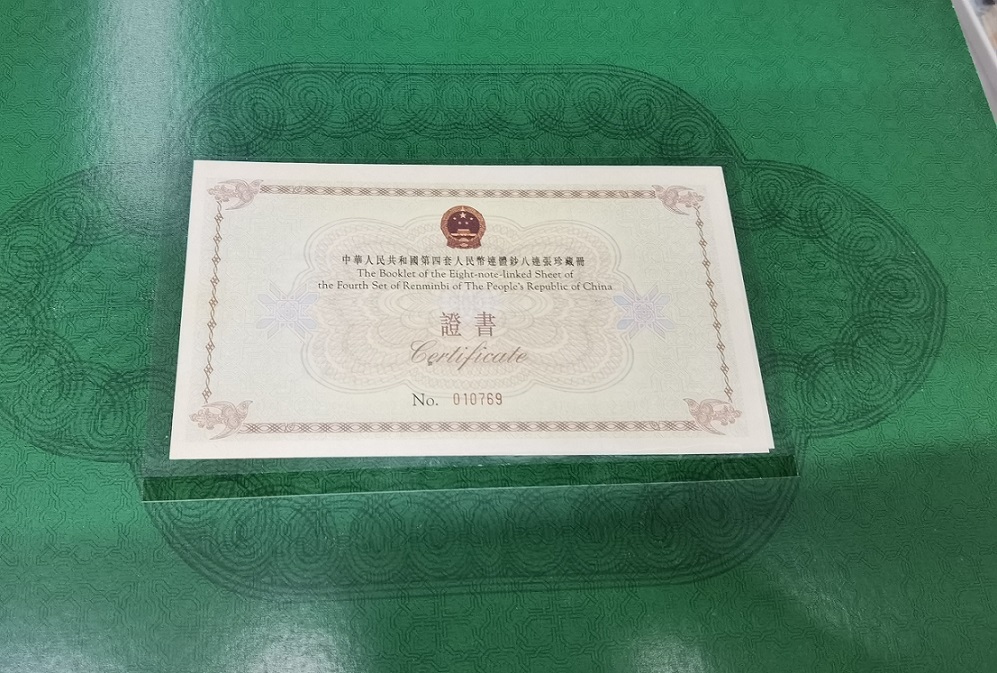 中華人民共和國第四套人民幣連體鈔八連張珍藏冊
The Booklet of the Eight-note-linked Sheet of
the Fourth Set of Renminbi of The People's Republic of China
證書
Certificate
No. 010769